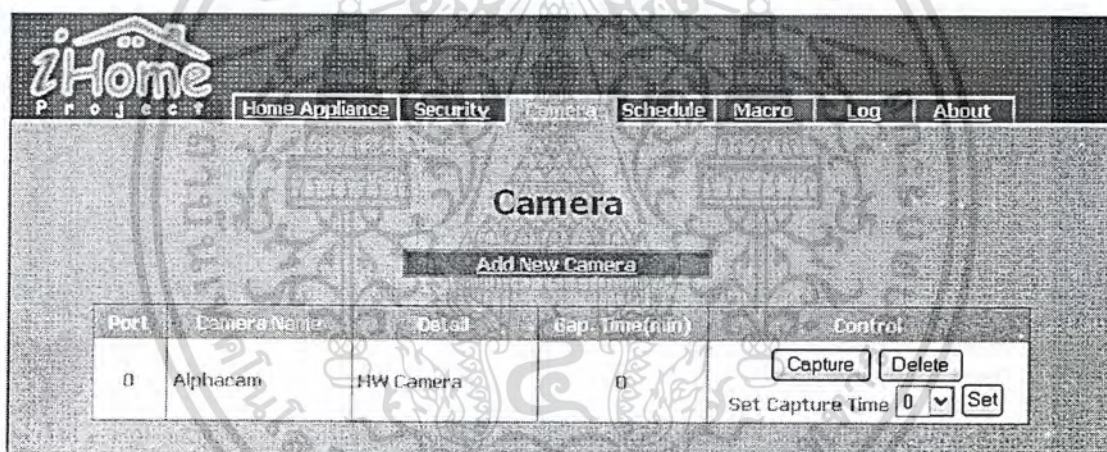 iHome
Project
Home Appliance Security Camera Schedule Macro Log About
Camera
Add New Camera
Port Camera Name Detail Cap. Time(min) Control
0 Alphacam HW Camera 0 Capture Delete
Set Capture Time 0 Set